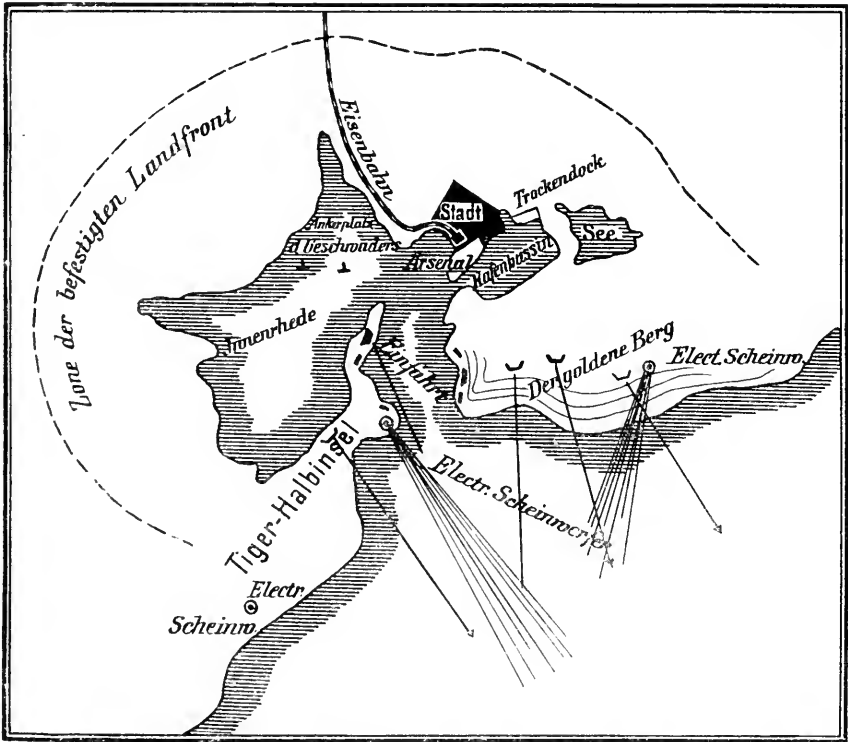 Zone der befestigten Landfront
Eisenbahn
Trockendock
Stadt
Ankerplatz
d. Geschwaders
Arsenal
Hafenbassin
See.
Innenrhede
Einfahrt
Der goldene Berg
Elect. Scheinw.
Tiger-Halbinsel
Electr. Scheinwerfer
Electr.
Scheinw.